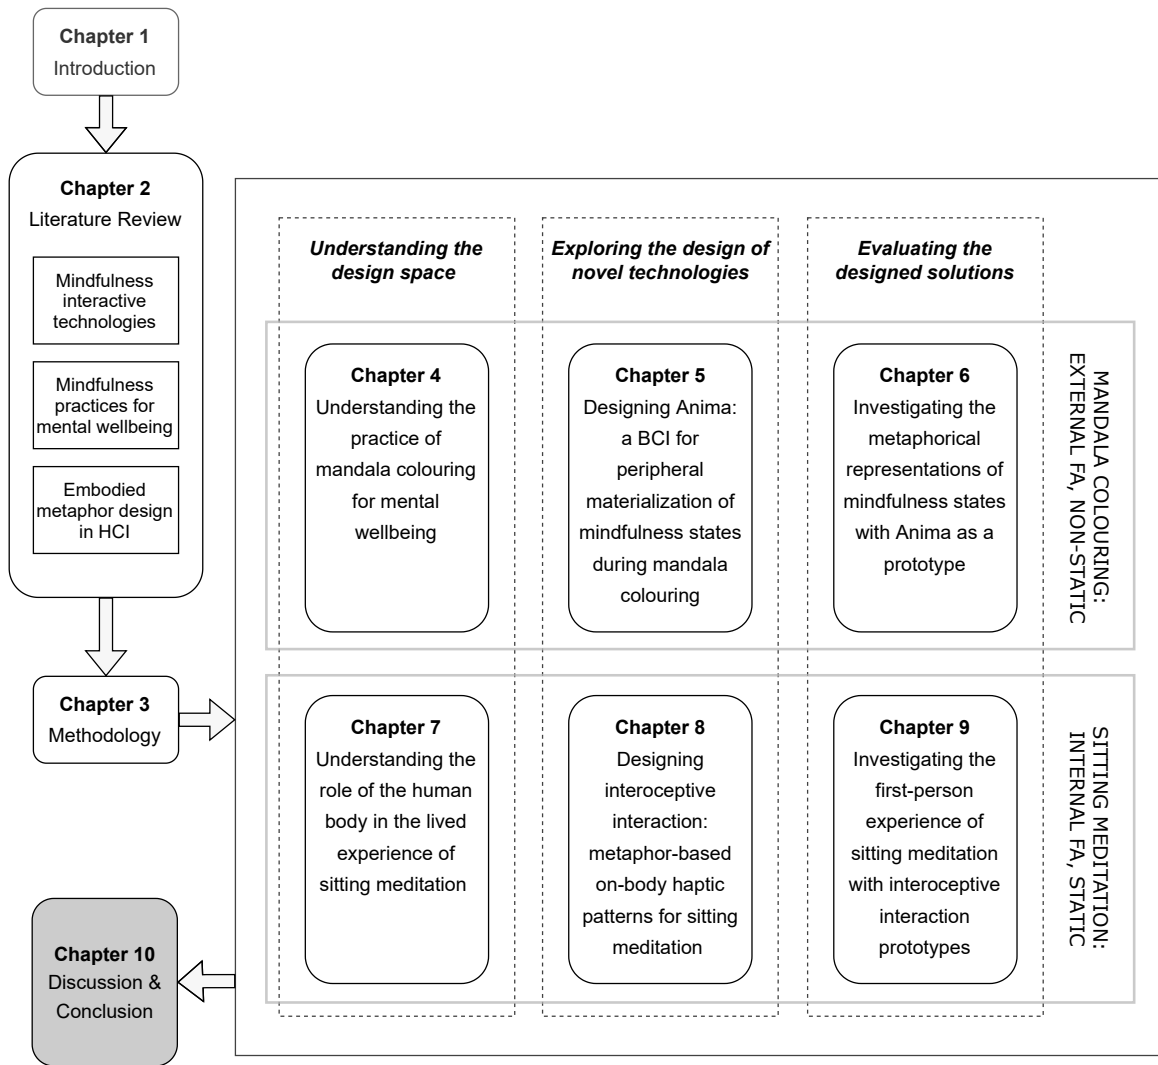 Chapter 1
Introduction
Chapter 2
Literature Review
Mindfulness
interactive
technologies
Mindfulness
practices for
mental wellbeing
Embodied
metaphor design
in HCI
Chapter 3
Methodology
Understanding the
design space
Exploring the design of
novel technologies
Evaluating the
designed solutions
Chapter 4
Understanding the
practice of
mandala colouring
for mental
wellbeing
Chapter 5
Designing Anima:
a BCI for
peripheral
materialization of
mindfulness states
during mandala
colouring
Chapter 6
Investigating the
metaphorical
representations of
mindfulness states
with Anima as a
prototype
MANDALA COLOURING:
EXTERNAL FA, NON-STATIC
Chapter 7
Understanding the
role of the human
body in the lived
experience of
sitting meditation
Chapter 8
Designing
interoceptive
interaction:
metaphor-based
on-body haptic
patterns for sitting
meditation
Chapter 9
Investigating the
first-person
experience of
sitting meditation
with interoceptive
interaction
prototypes
SITTING MEDITATION:
INTERNAL FA, STATIC
Chapter 10
Discussion &
Conclusion